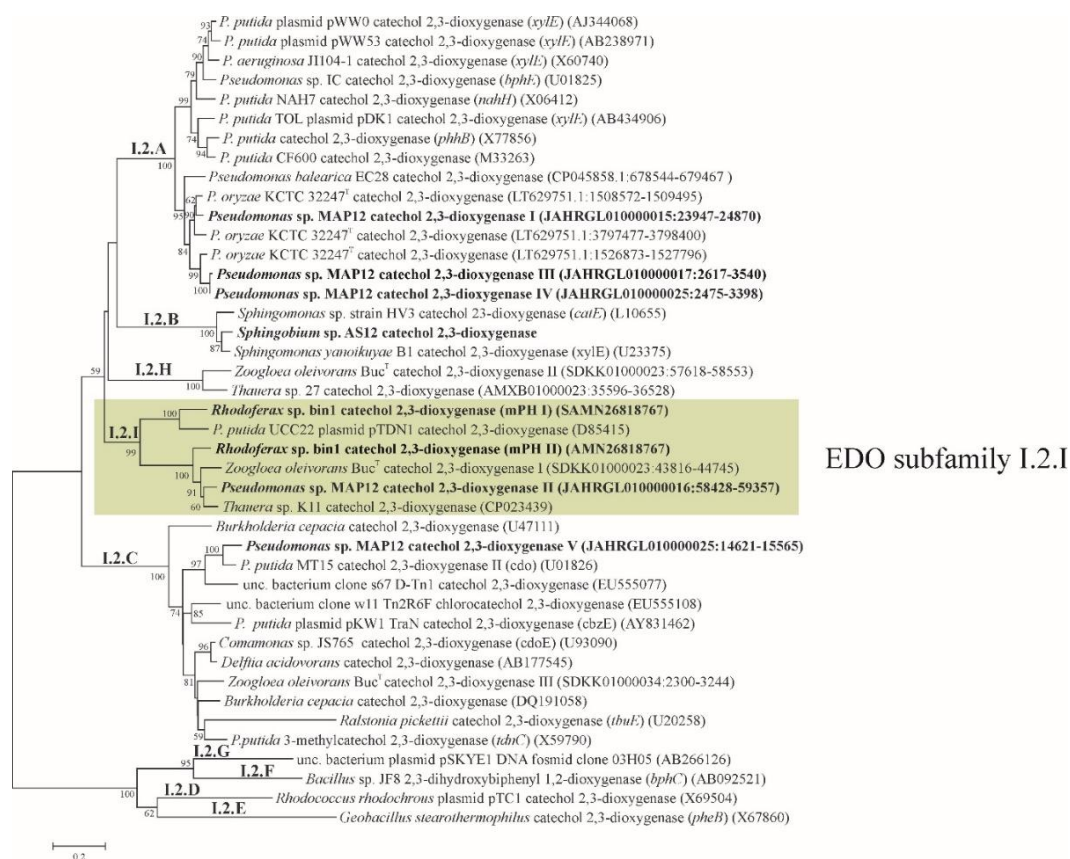 93 P. putida plasmid pWW0 catechol 2,3-dioxygenase (xylE) (AJ344068)
74 P. putida plasmid pWW53 catechol 2,3-dioxygenase (xylE) (AB238971)
90 P. aeruginosa JI104-1 catechol 2,3-dioxygenase (xylE) (X60740)
79 Pseudomonas sp. IC catechol 2,3-dioxygenase (bphE) (U01825)
99 P. putida NAH7 catechol 2,3-dioxygenase (nahH) (X06412)
P. putida TOL plasmid pDK1 catechol 2,3-dioxygenase (xylE) (AB434906)
74 P. putida catechol 2,3-dioxygenase (phhB) (X77856)
I.2.A 100 94 P. putida CF600 catechol 2,3-dioxygenase (M33263)
Pseudomonas balearica EC28 catechol 2,3-dioxygenase (CP045858.1:678544-679467 )
62 P. oryzae KCTC 32247T catechol 2,3-dioxygenase (LT629751.1:1508572-1509495)
95 90 Pseudomonas sp. MAP12 catechol 2,3-dioxygenase I (JAHRGL010000015:23947-24870)
P. oryzae KCTC 32247T catechol 2,3-dioxygenase (LT629751.1:3797477-3798400)
84 P. oryzae KCTC 32247T catechol 2,3-dioxygenase (LT629751.1:1526873-1527796)
99 Pseudomonas sp. MAP12 catechol 2,3-dioxygenase III (JAHRGL010000017:2617-3540)
100 Pseudomonas sp. MAP12 catechol 2,3-dioxygenase IV (JAHRGL010000025:2475-3398)
I.2.B Sphingomonas sp. strain HV3 catechol 23-dioxygenase (catE) (L10655)
100 Sphingobium sp. AS12 catechol 2,3-dioxygenase
87 Sphingomonas yanoikuyae B1 catechol 2,3-dioxygenase (xylE) (U23375)
59 I.2.H Zoogloea oleivorans BucT catechol 2,3-dioxygenase II (SDKK01000023:57618-58553)
100 Thauera sp. 27 catechol 2,3-dioxygenase (AMXB01000023:35596-36528)
Rhodoferax sp. bin1 catechol 2,3-dioxygenase (mPH I) (SAMN26818767)
I.2.I 100 P. putida UCC22 plasmid pTDN1 catechol 2,3-dioxygenase (D85415)
99 Rhodoferax sp. bin1 catechol 2,3-dioxygenase (mPH II) (AMN26818767)
100 Zoogloea oleivorans BucT catechol 2,3-dioxygenase I (SDKK01000023:43816-44745)
EDO subfamily I.2.I
91 Pseudomonas sp. MAP12 catechol 2,3-dioxygenase II (JAHRGL010000016:58428-59357)
60 Thauera sp. K11 catechol 2,3-dioxygenase (CP023439)
Burkholderia cepacia catechol 2,3-dioxygenase (U47111)
I.2.C 100 Pseudomonas sp. MAP12 catechol 2,3-dioxygenase V (JAHRGL010000025:14621-15565)
100 97 P. putida MT15 catechol 2,3-dioxygenase II (cdo) (U01826)
unc. bacterium clone s67 D-Tn1 catechol 2,3-dioxygenase (EU555077)
74 85 unc. bacterium clone w11 Tn2R6F chlorocatechol 2,3-dioxygenase (EU555108)
P. putida plasmid pKW1 TraN catechol 2,3-dioxygenase (cbzE) (AY831462)
96 Comamonas sp. JS765 catechol 2,3-dioxygenase (cdoE) (U93090)
Delftia acidovorans catechol 2,3-dioxygenase (AB177545)
81 Zoogloea oleivorans BucT catechol 2,3-dioxygenase III (SDKK01000034:2300-3244)
Burkholderia cepacia catechol 2,3-dioxygenase (DQ191058)
Ralstonia pickettii catechol 2,3-dioxygenase (tbuE) (U20258)
59 P.putida 3-methylcatechol 2,3-dioxygenase (tdnC) (X59790)
I.2.G 95 unc. bacterium plasmid pSKYE1 DNA fosmid clone 03H05 (AB266126)
I.2.F Bacillus sp. JF8 2,3-dihydroxybiphenyl 1,2-dioxygenase (bphC) (AB092521)
100 I.2.D Rhodococcus rhodochrous plasmid pTC1 catechol 2,3-dioxygenase (X69504)
62 I.2.E Geobacillus stearothermophilus catechol 2,3-dioxygenase (pheB) (X67860)
0.2